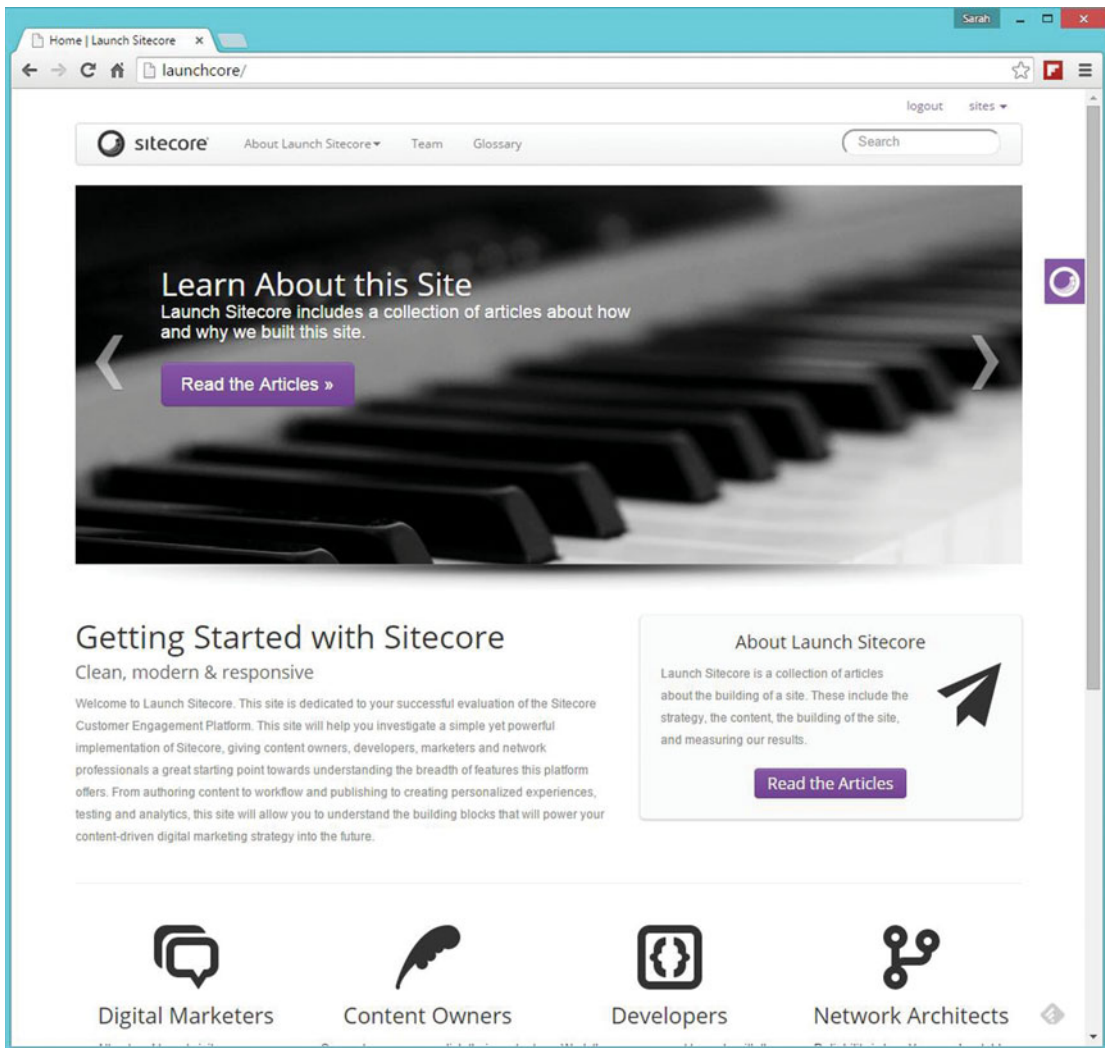 Sarah
Home | Launch Sitecore
launchcore/
logout sites
sitecore About Launch Sitecore Team Glossary Search
Learn About this Site
Launch Sitecore includes a collection of articles about how
and why we built this site.
Read the Articles »
Getting Started with Sitecore
Clean, modern & responsive
Welcome to Launch Sitecore. This site is dedicated to your successful evaluation of the Sitecore
Customer Engagement Platform. This site will help you investigate a simple yet powerful
implementation of Sitecore, giving content owners, developers, marketers and network
professionals a great starting point towards understanding the breadth of features this platform
offers. From authoring content to workflow and publishing to creating personalized experiences,
testing and analytics, this site will allow you to understand the building blocks that will power your
content-driven digital marketing strategy into the future.
About Launch Sitecore
Launch Sitecore is a collection of articles
about the building of a site. These include the
strategy, the content, the building of the site,
and measuring our results.
Read the Articles
Digital Marketers
Content Owners
Developers
Network Architects